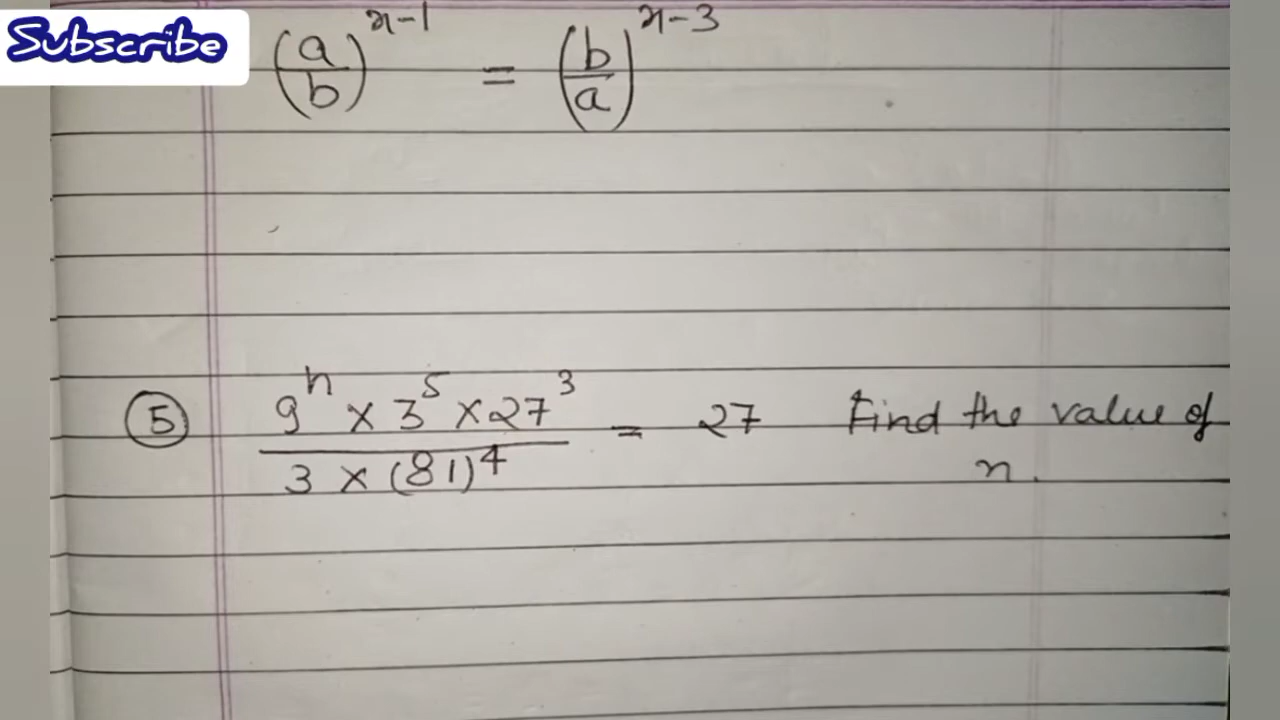 Subscribe
(a/b)^x-1 = (b/a)^x-3
5 9^n × 3^5 × 27^3 / 3 × (81)^4 = 27 Find the value of
n.